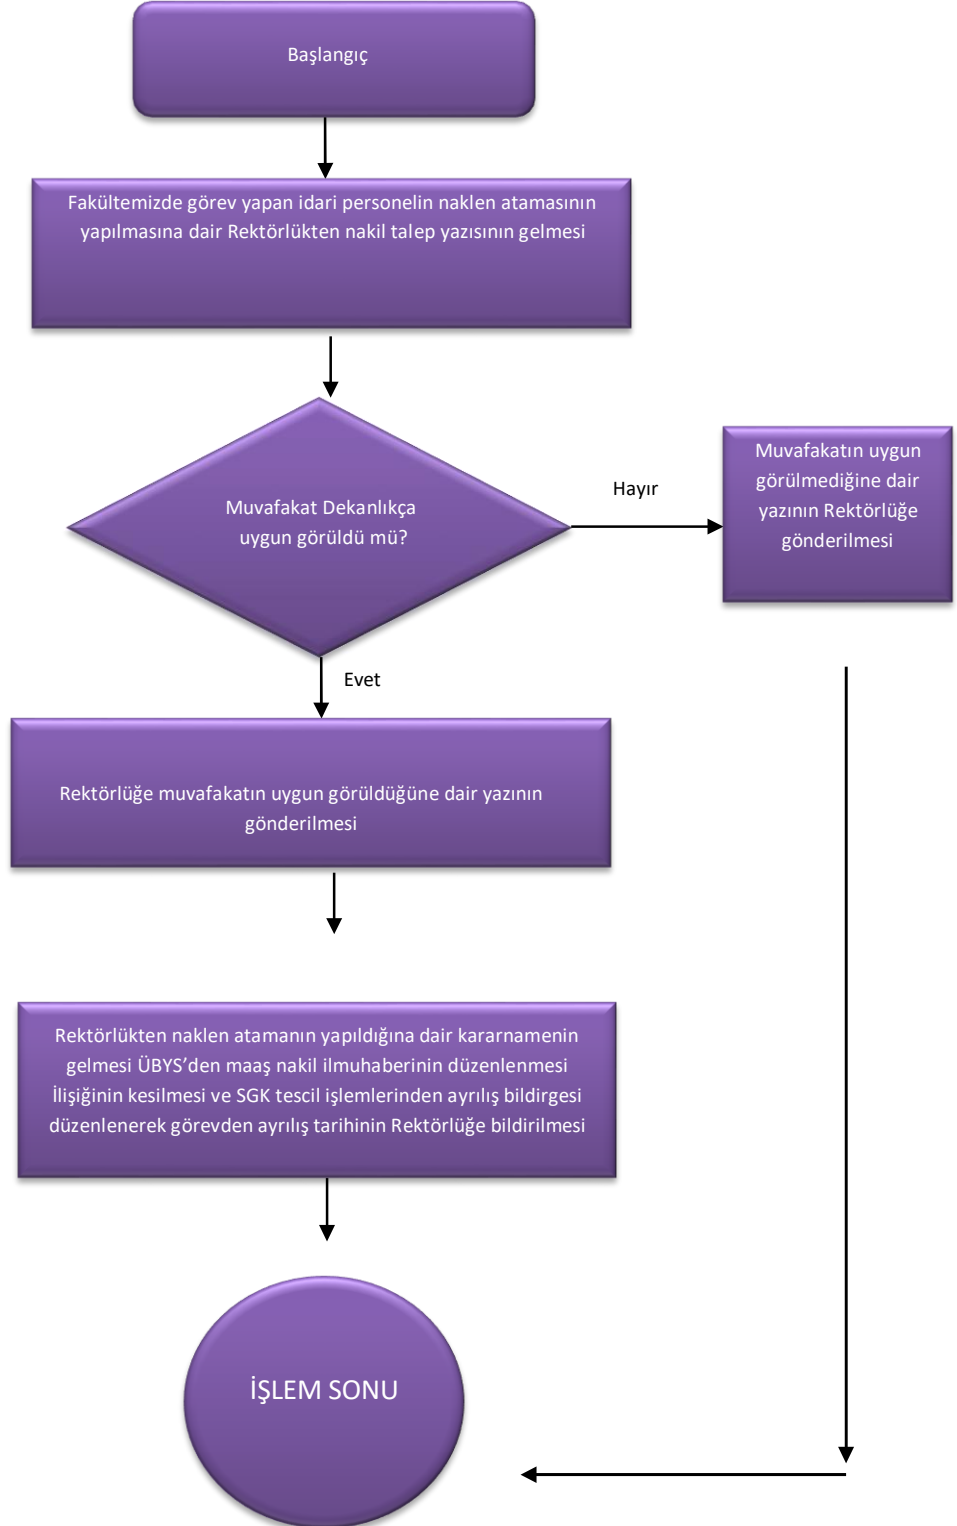 Başlangıç
Fakültemizde görev yapan idari personelin naklen atamasının
yapılmasına dair Rektörlükten nakil talep yazısının gelmesi
Muvafakat Dekanlıkça
uygun görüldü mü?
Hayır
Muvafakatın uygun
görülmediğine dair
yazının Rektörlüğe
gönderilmesi
Evet
Rektörlüğe muvafakatın uygun görüldüğüne dair yazının
gönderilmesi
Rektörlükten naklen atamanın yapıldığına dair kararnamenin
gelmesi ÜBYS’den maaş nakil ilmuhaberinin düzenlenmesi
İlişiğinin kesilmesi ve SGK tescil işlemlerinden ayrılış bildirgesi
düzenlenerek görevden ayrılış tarihinin Rektörlüğe bildirilmesi
İŞLEM SONU